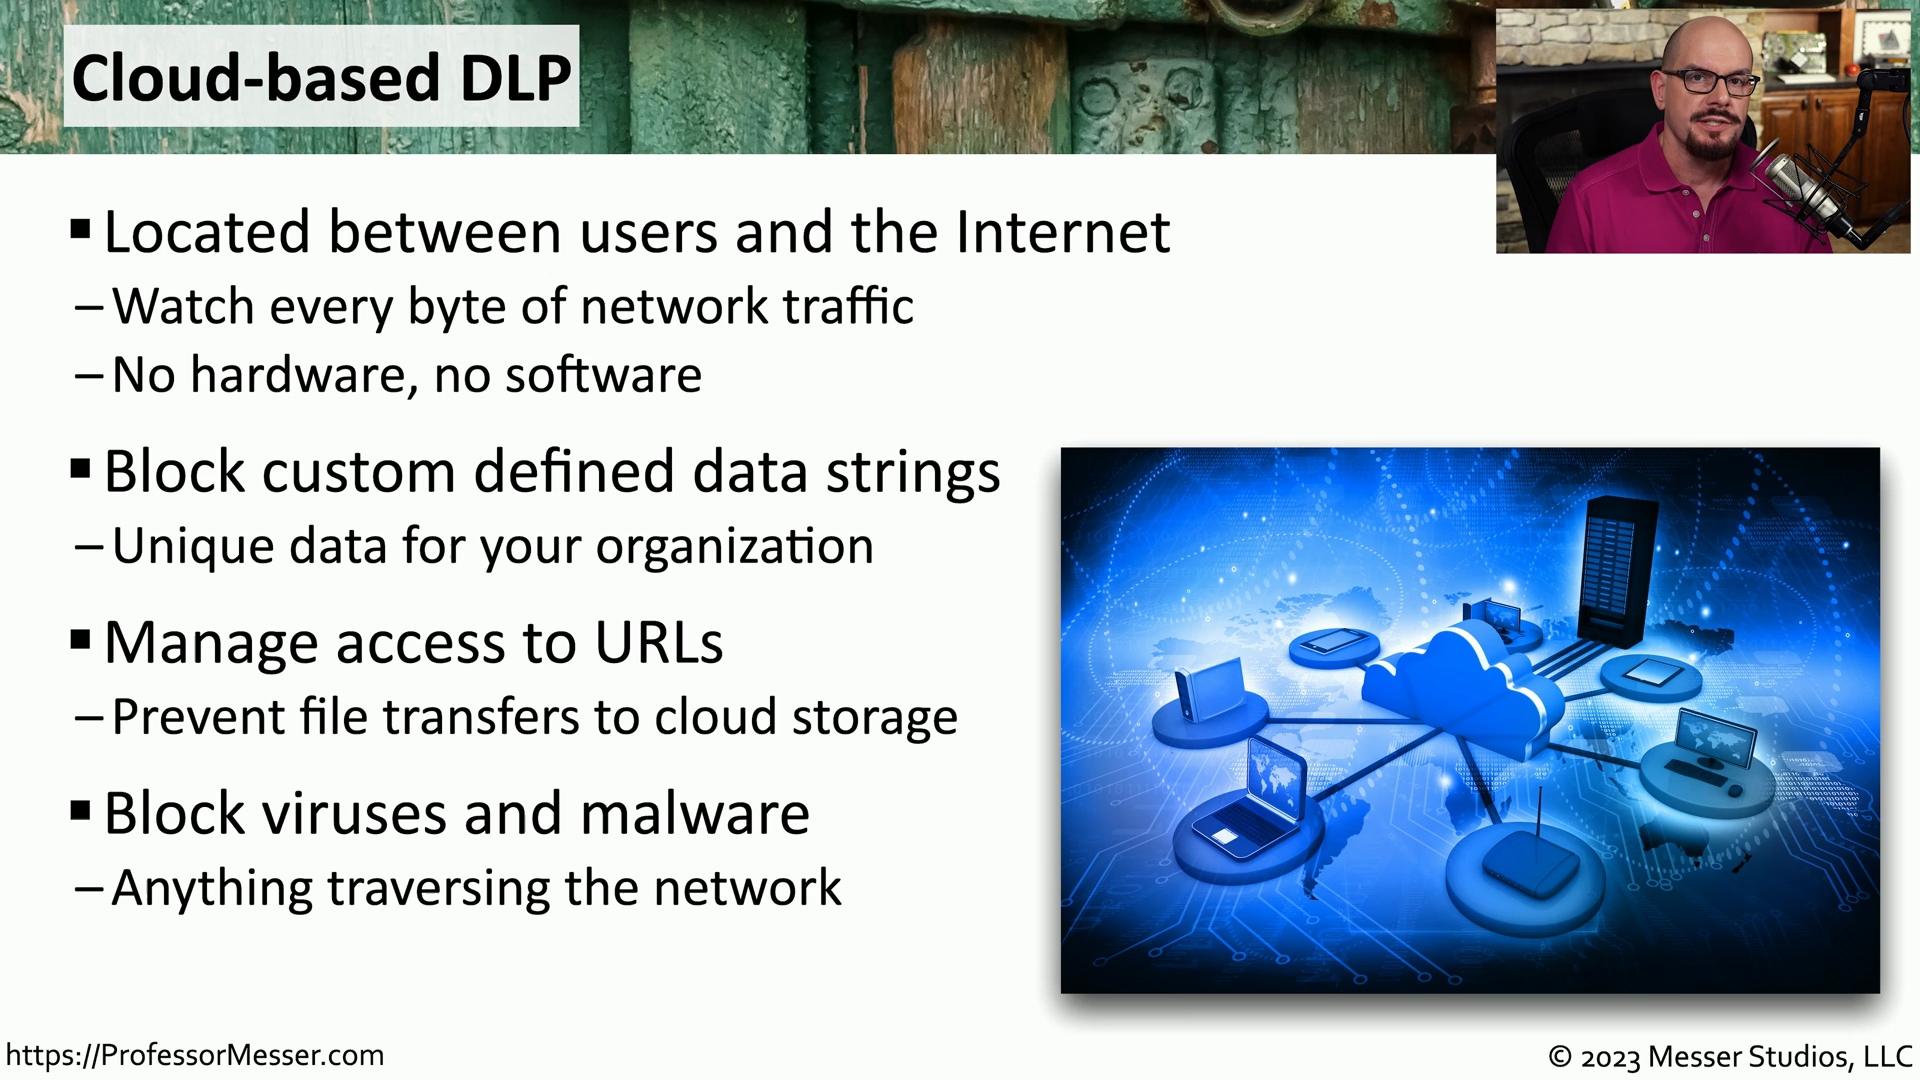 Cloud-based DLP
▪ Located between users and the Internet
– Watch every byte of network traffic
– No hardware, no software
▪ Block custom defined data strings
– Unique data for your organization
▪ Manage access to URLs
– Prevent file transfers to cloud storage
▪ Block viruses and malware
– Anything traversing the network
https://ProfessorMesser.com
© 2023 Messer Studios, LLC